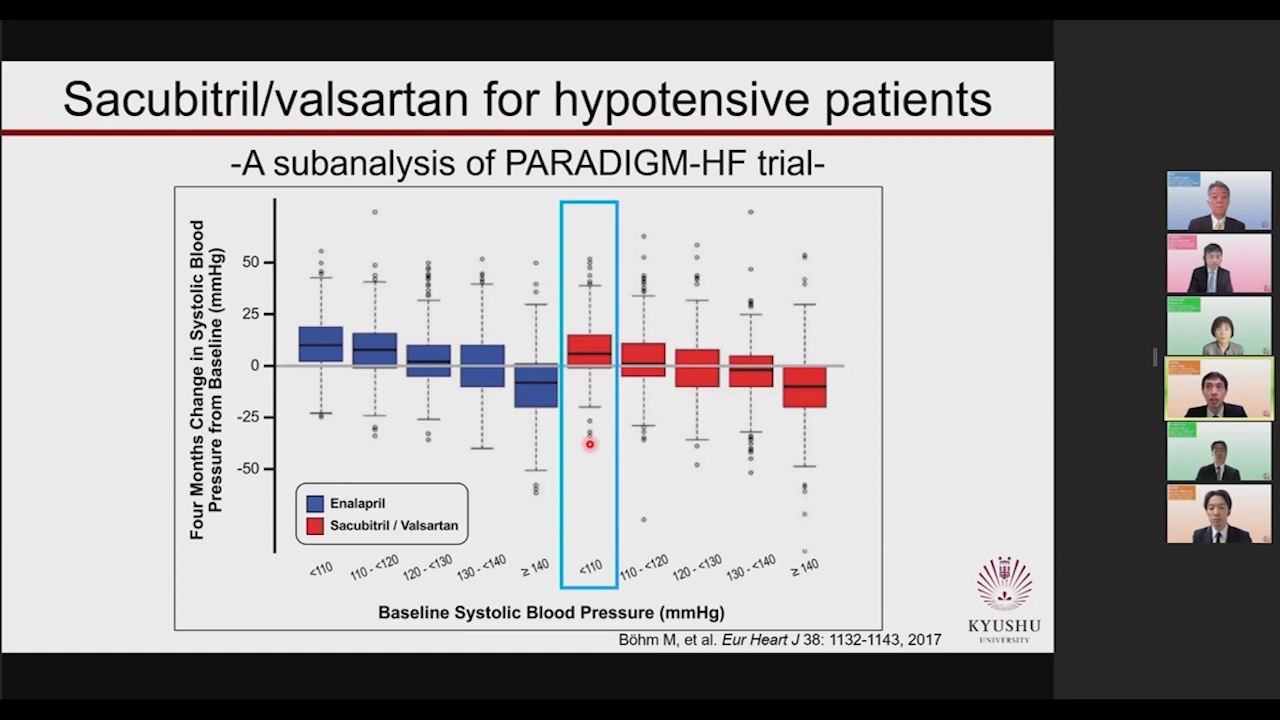 Sacubitril/valsartan for hypotensive patients
-A subanalysis of PARADIGM-HF trial-
Four Months Change in Systolic Blood
Pressure from Baseline (mmHg)
50
25
0
-25
-50
Enalapril
Sacubitril / Valsartan
<110
110 - <120
120 - <130
130 - <140
≥ 140
<110
110 - <120
120 - <130
130 - <140
≥ 140
Baseline Systolic Blood Pressure (mmHg)
Böhm M, et al. Eur Heart J 38: 1132-1143, 2017
KYUSHU
UNIVERSITY